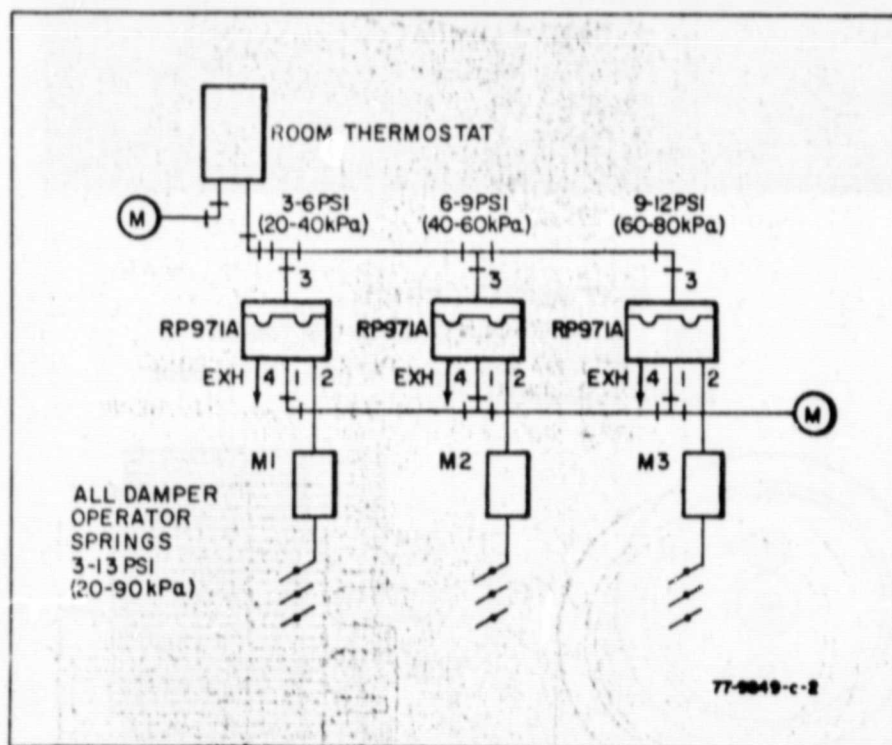 ROOM THERMOSTAT
M
3-6 PSI
(20-40kPa)
6-9 PSI
(40-60kPa)
9-12 PSI
(60-80kPa)
3
3
3
RP971A
RP971A
RP971A
EXH 4 1 2
EXH 4 1 2
EXH 4 1 2
M
M1
M2
M3
ALL DAMPER
OPERATOR
SPRINGS
3-13 PSI
(20-90kPa)
77-9849-c-2